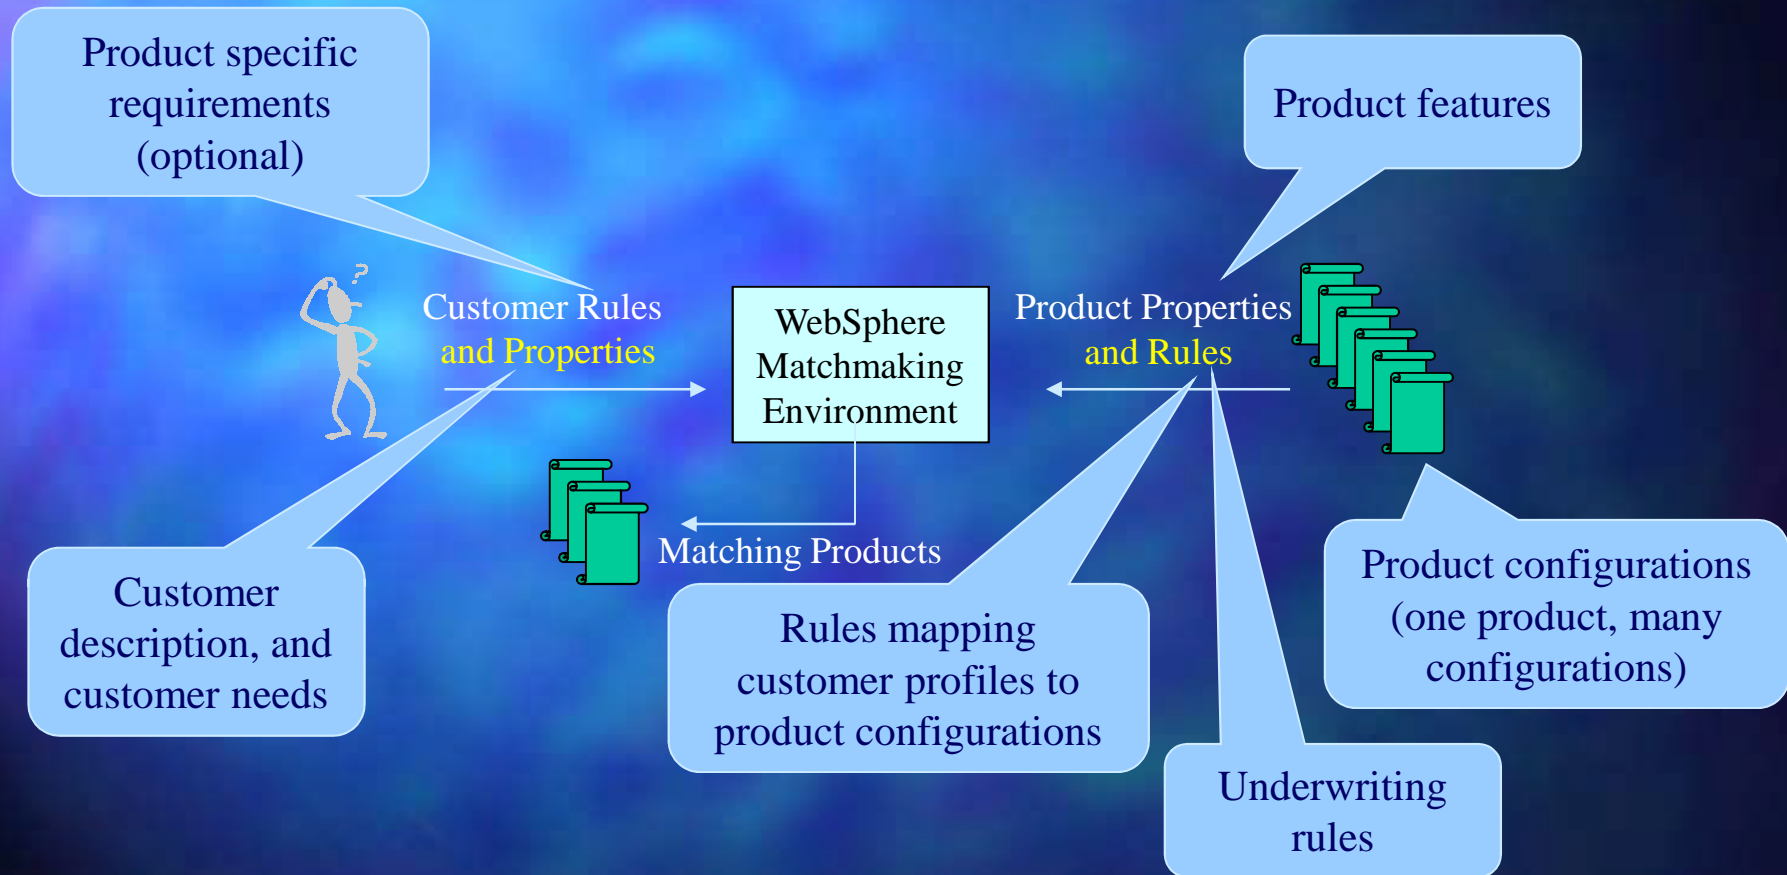 Product specific
requirements
(optional)
Product features
Customer Rules
and Properties
WebSphere
Matchmaking
Environment
Product Properties
and Rules
Matching Products
Customer
description, and
customer needs
Rules mapping
customer profiles to
product configurations
Product configurations
(one product, many
configurations)
Underwriting
rules